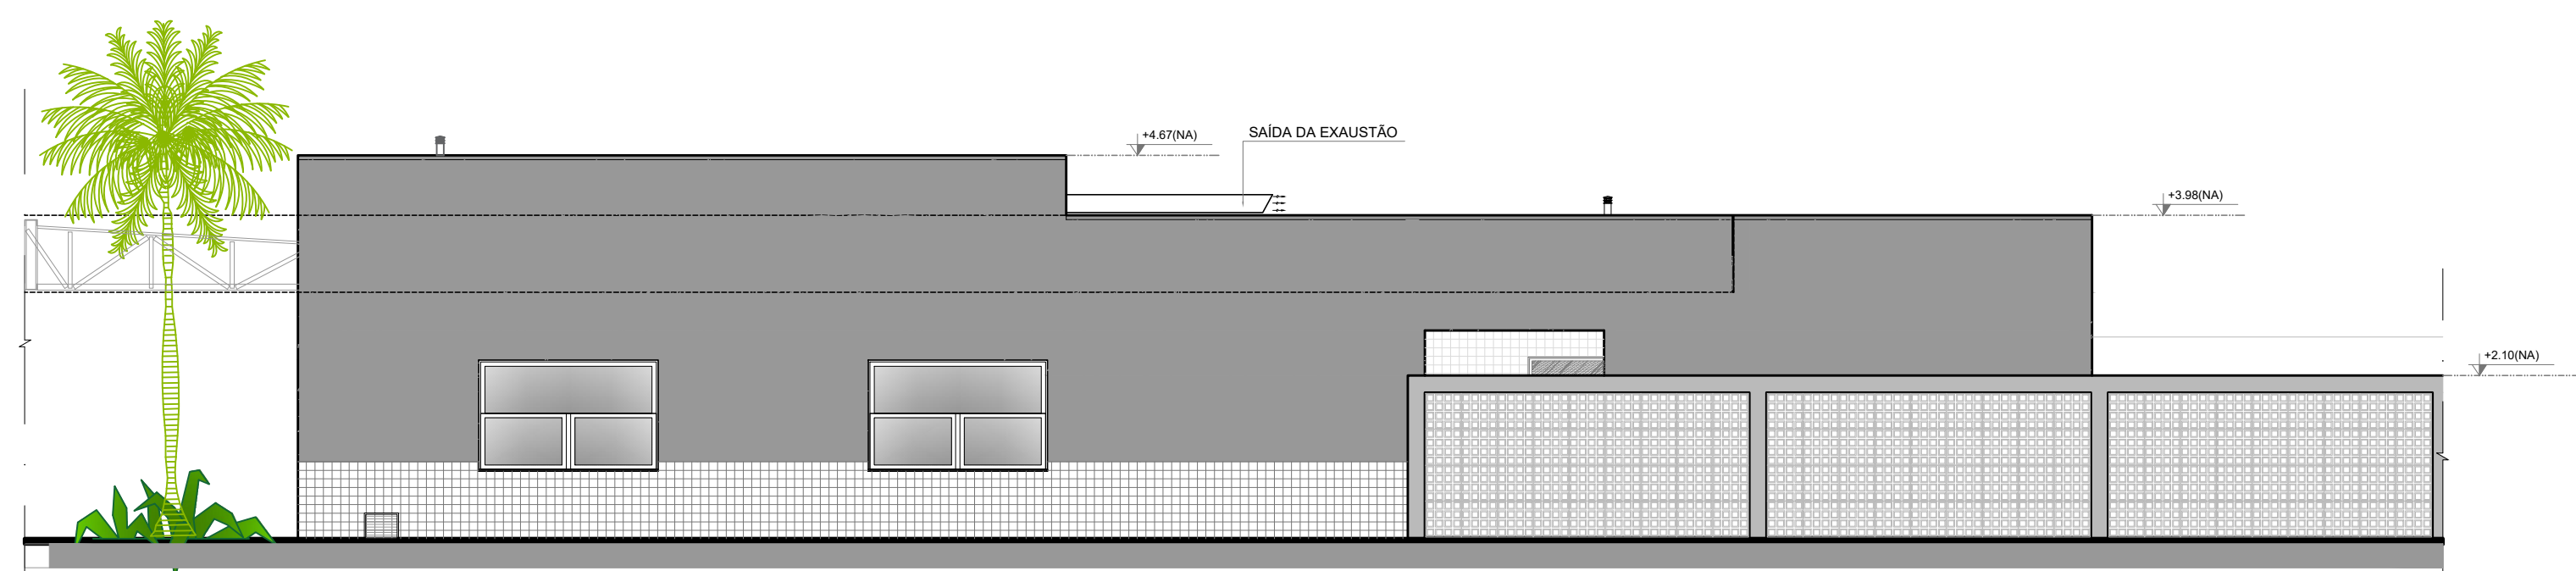 +4.67(NA)
SAÍDA DA EXAUSTÃO
+3.98(NA)
+2.10(NA)